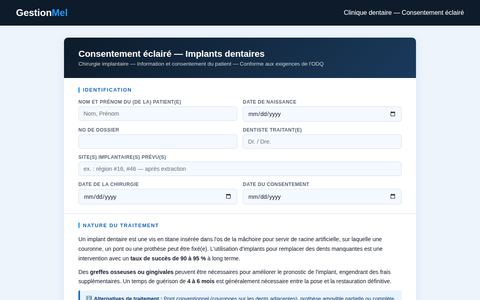 GestionMel
Clinique dentaire — Consentement éclairé
Consentement éclairé — Implants dentaires
Chirurgie implantaire — Information et consentement du patient — Conforme aux exigences de l'ODQ
IDENTIFICATION
NOM ET PRÉNOM DU (DE LA) PATIENT(E)
DATE DE NAISSANCE
Nom, Prénom
mm/dd/yyyy
NO DE DOSSIER
DENTISTE TRAITANT(E)
Dr. / Dre.
SITE(S) IMPLANTAIRE(S) PRÉVU(S)
ex. : région #16, #46 — après extraction
DATE DE LA CHIRURGIE
DATE DU CONSENTEMENT
mm/dd/yyyy
mm/dd/yyyy
NATURE DU TRAITEMENT
Un implant dentaire est une vis en titane insérée dans l'os de la mâchoire pour servir de racine artificielle, sur laquelle une
couronne, un pont ou une prothèse peut être fixé(e). L'utilisation d'implants pour remplacer des dents manquantes est une
intervention avec un taux de succès de 90 à 95 % à long terme.
Des greffes osseuses ou gingivales peuvent être nécessaires pour améliorer le pronostic de l'implant, engendrant des frais
supplémentaires. Un temps de guérison de 4 à 6 mois est généralement nécessaire entre la pose et la restauration définitive.
Alternatives de traitement : Pont conventionnel (couronnes sur les dents adjacentes), prothèse amovible partielle ou complète,